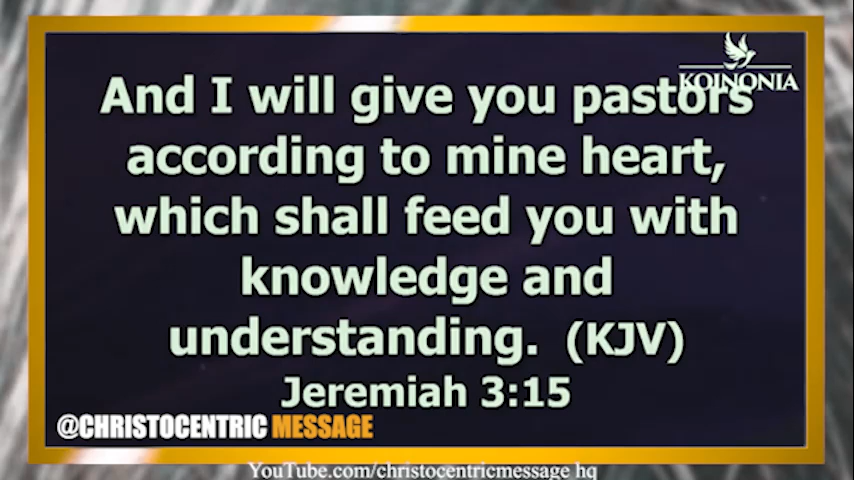 KOINONIA
And I will give you pastors
according to mine heart,
which shall feed you with
knowledge and
understanding. (KJV)
Jeremiah 3:15
@CHRISTOCENTRIC MESSAGE
YouTube.com/christocentricmessage hq